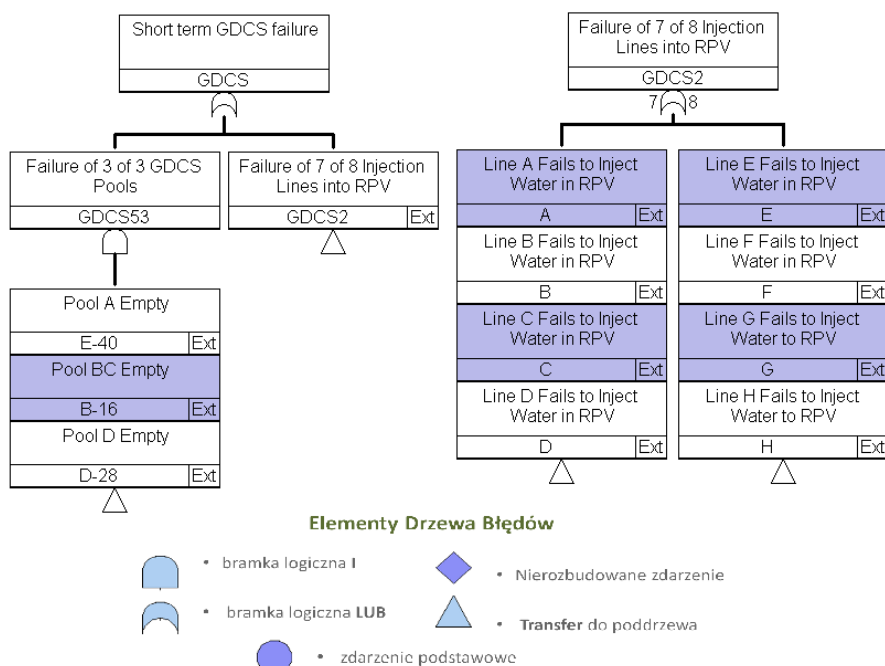 Short term GDCS failure
GDCS
Failure of 3 of 3 GDCS
Pools
GDCS53
Failure of 7 of 8 Injection
Lines into RPV
GDCS2
Ext
Pool A Empty
E-40
Ext
Pool BC Empty
B-16
Ext
Pool D Empty
D-28
Ext
Failure of 7 of 8 Injection
Lines into RPV
GDCS2
7
8
Line A Fails to Inject
Water in RPV
A
Ext
Line B Fails to Inject
Water in RPV
B
Ext
Line C Fails to Inject
Water in RPV
C
Ext
Line D Fails to Inject
Water in RPV
D
Ext
Line E Fails to Inject
Water in RPV
E
Ext
Line F Fails to Inject
Water in RPV
F
Ext
Line G Fails to Inject
Water to RPV
G
Ext
Line H Fails to Inject
Water to RPV
H
Ext
Elementy Drzewa Błędów
• bramka logiczna I
• Nierozbudowane zdarzenie
• bramka logiczna LUB
• Transfer do poddrzewa
• zdarzenie podstawowe